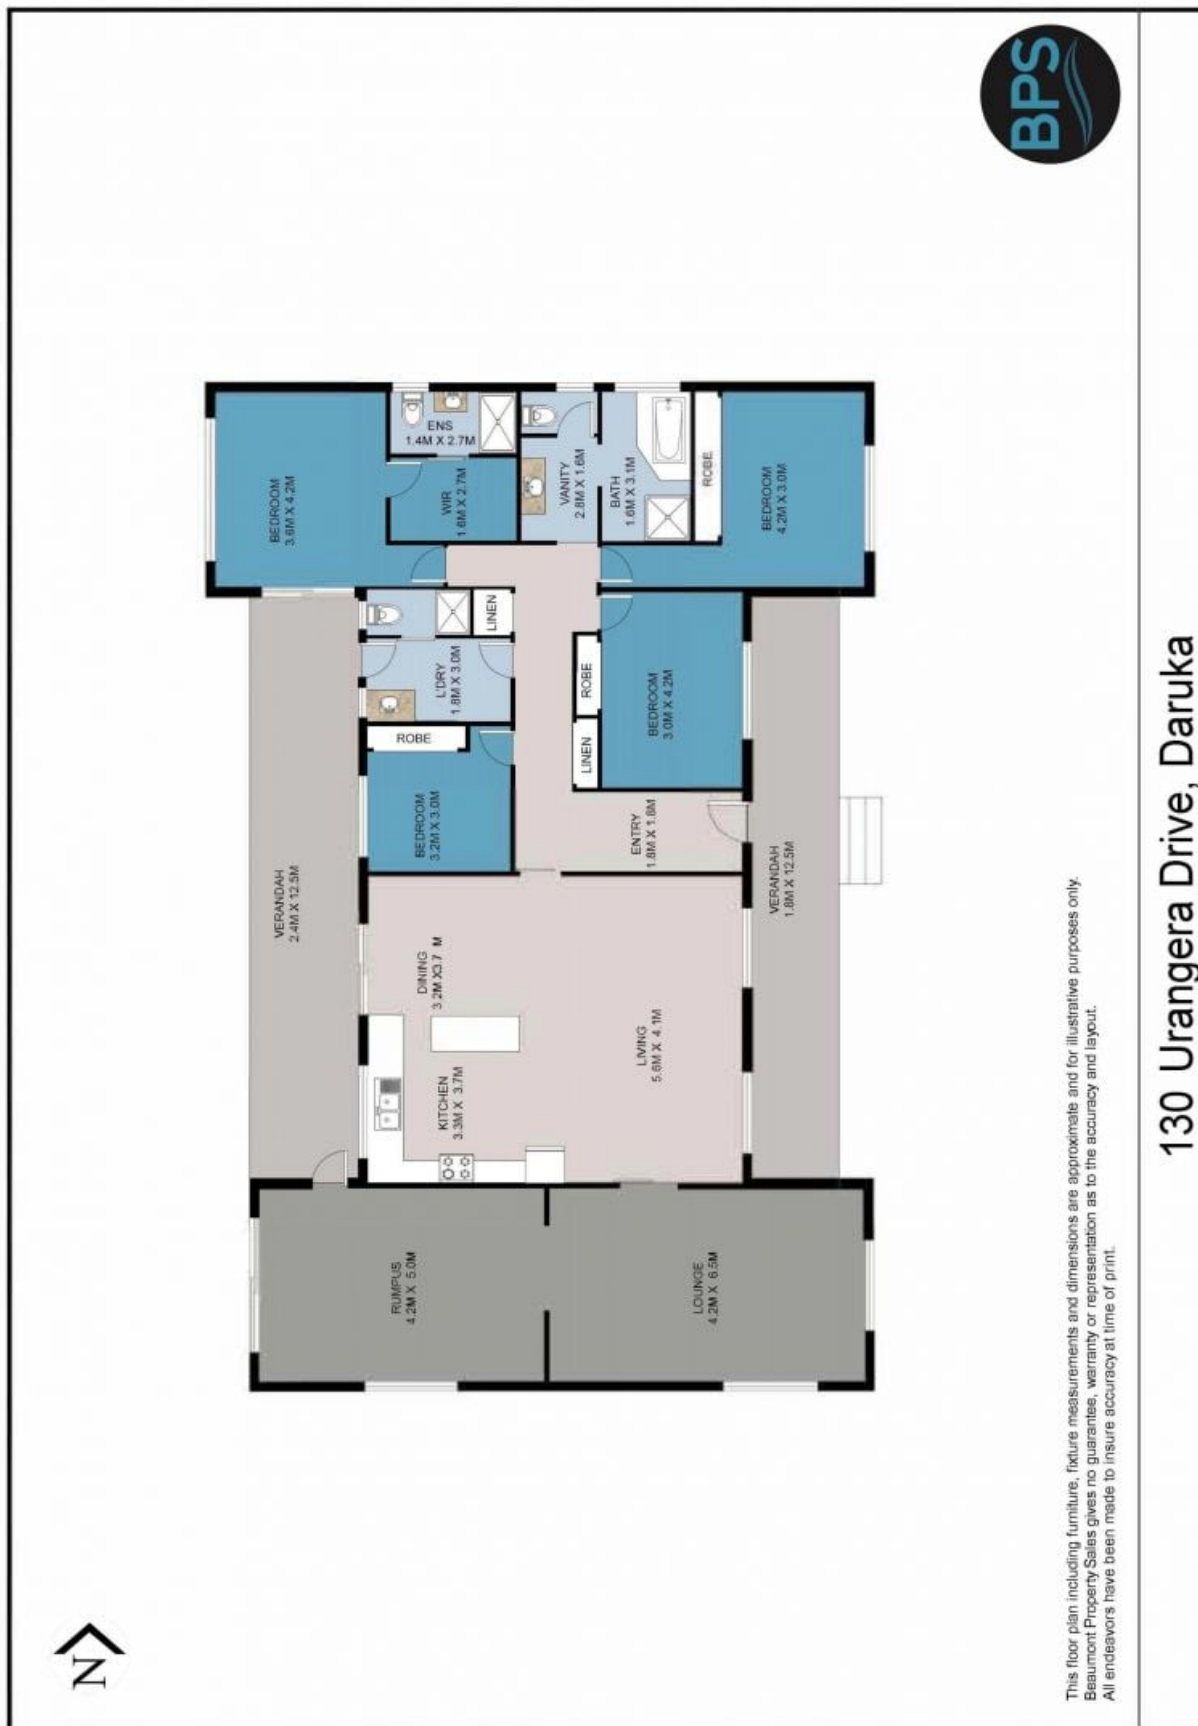 N
VERANDAH
2.4M X 12.5M
BEDROOM
3.6M X 4.2M
RUMPUS
4.2M X 5.0M
KITCHEN
3.3M X 3.7M
DINING
3.2M X3.7 M
BEDROOM
3.2M X 3.0M
ROBE
L'DRY
1.8M X 3.0M
LINEN
WIR
1.6M X 2.7M
ENS
1.4M X 2.7M
VANITY
2.8M X 1.6M
BATH
1.6M X 3.1M
LINEN
ROBE
ROBE
LOUNGE
4.2M X 6.5M
LIVING
5.6M X 4.1M
ENTRY
1.8M X 1.8M
BEDROOM
3.0M X 4.2M
BEDROOM
4.2M X 3.0M
VERANDAH
1.8M X 12.5M
BPS
This floor plan including furniture, fixture measurements and dimensions are approximate and for illustrative purposes only.
Beaumont Property Sales gives no guarantee, warranty or representation as to the accuracy and layout.
All endeavors have been made to insure accuracy at time of print.
130 Urangera Drive, Daruka